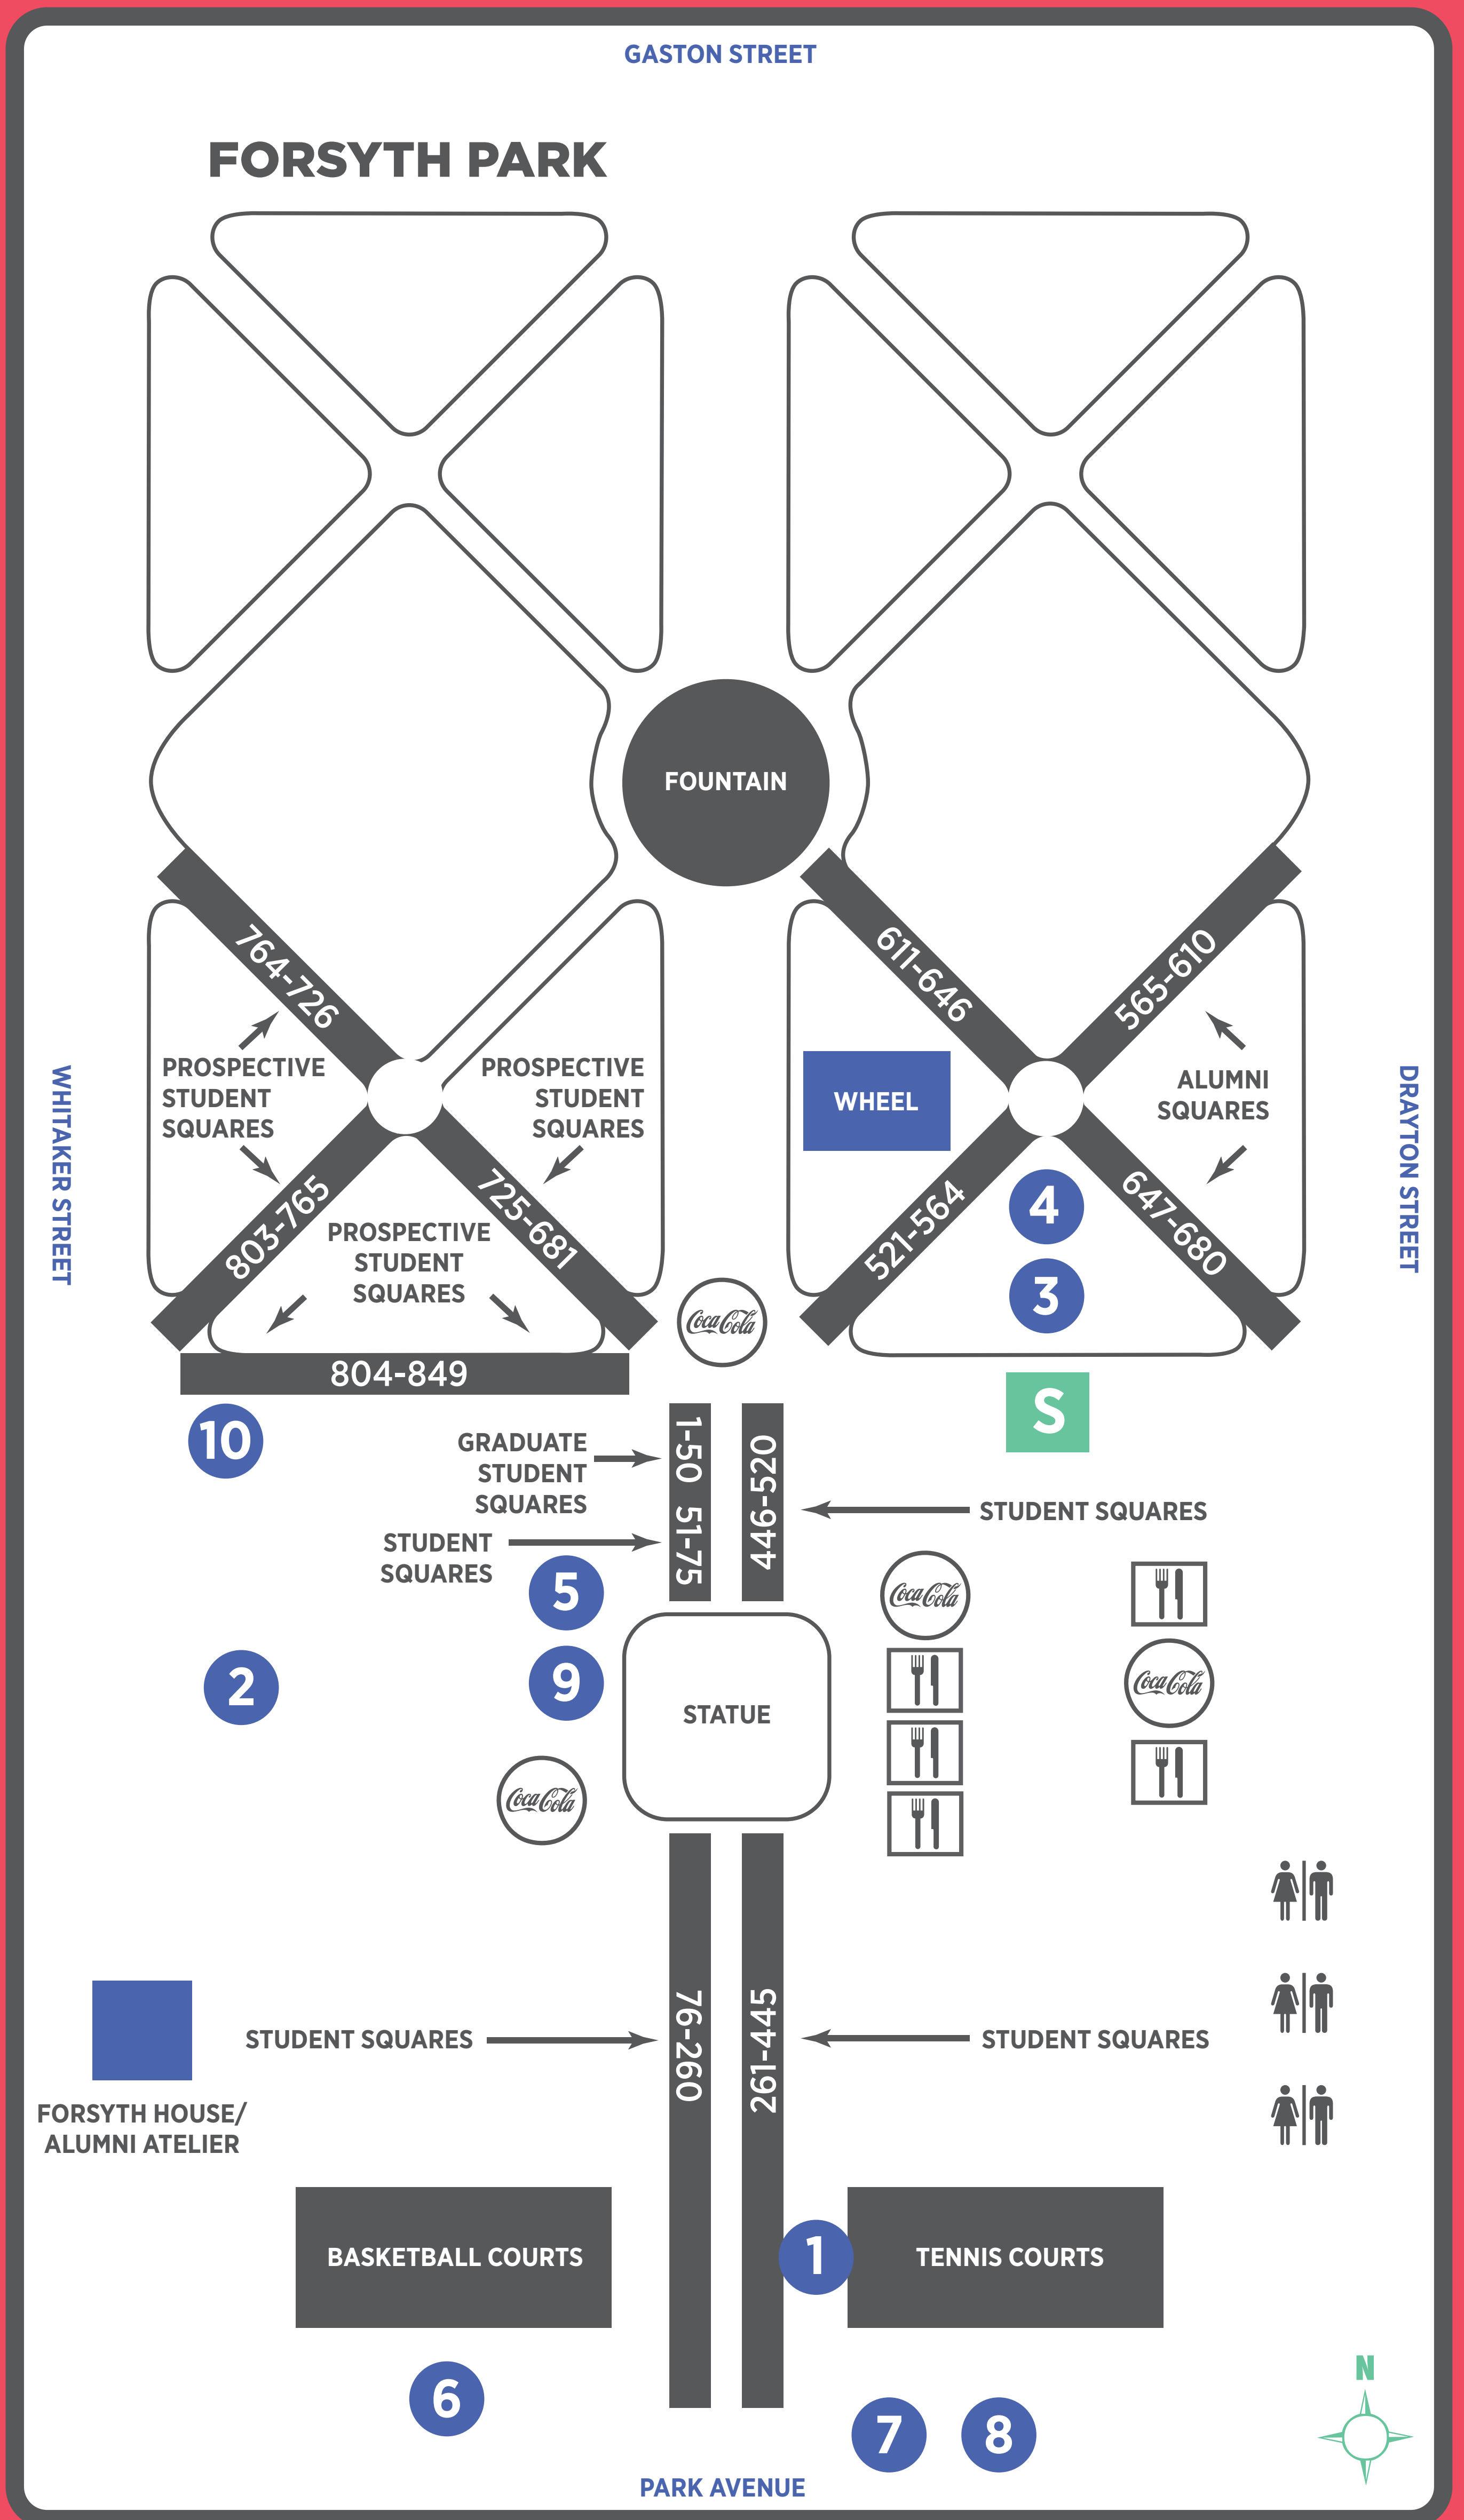 GASTON STREET
FORSYTH PARK
FOUNTAIN
764-726
611-646
565-610
PROSPECTIVE
STUDENT
SQUARES
PROSPECTIVE
STUDENT
SQUARES
WHEEL
ALUMNI
SQUARES
WHITAKER STREET
DRAYTON STREET
803-765
725-681
521-564
647-680
4
3
PROSPECTIVE
STUDENT
SQUARES
Coca-Cola
804-849
S
10
GRADUATE
STUDENT
SQUARES
1-50 51-75
446-520
STUDENT SQUARES
STUDENT
SQUARES
5
Coca-Cola
2
9
STATUE
Coca-Cola
Coca-Cola
76-260
261-445
STUDENT SQUARES
STUDENT SQUARES
FORSYTH HOUSE/
ALUMNI ATELIER
BASKETBALL COURTS
1
TENNIS COURTS
6
7
8
N
PARK AVENUE